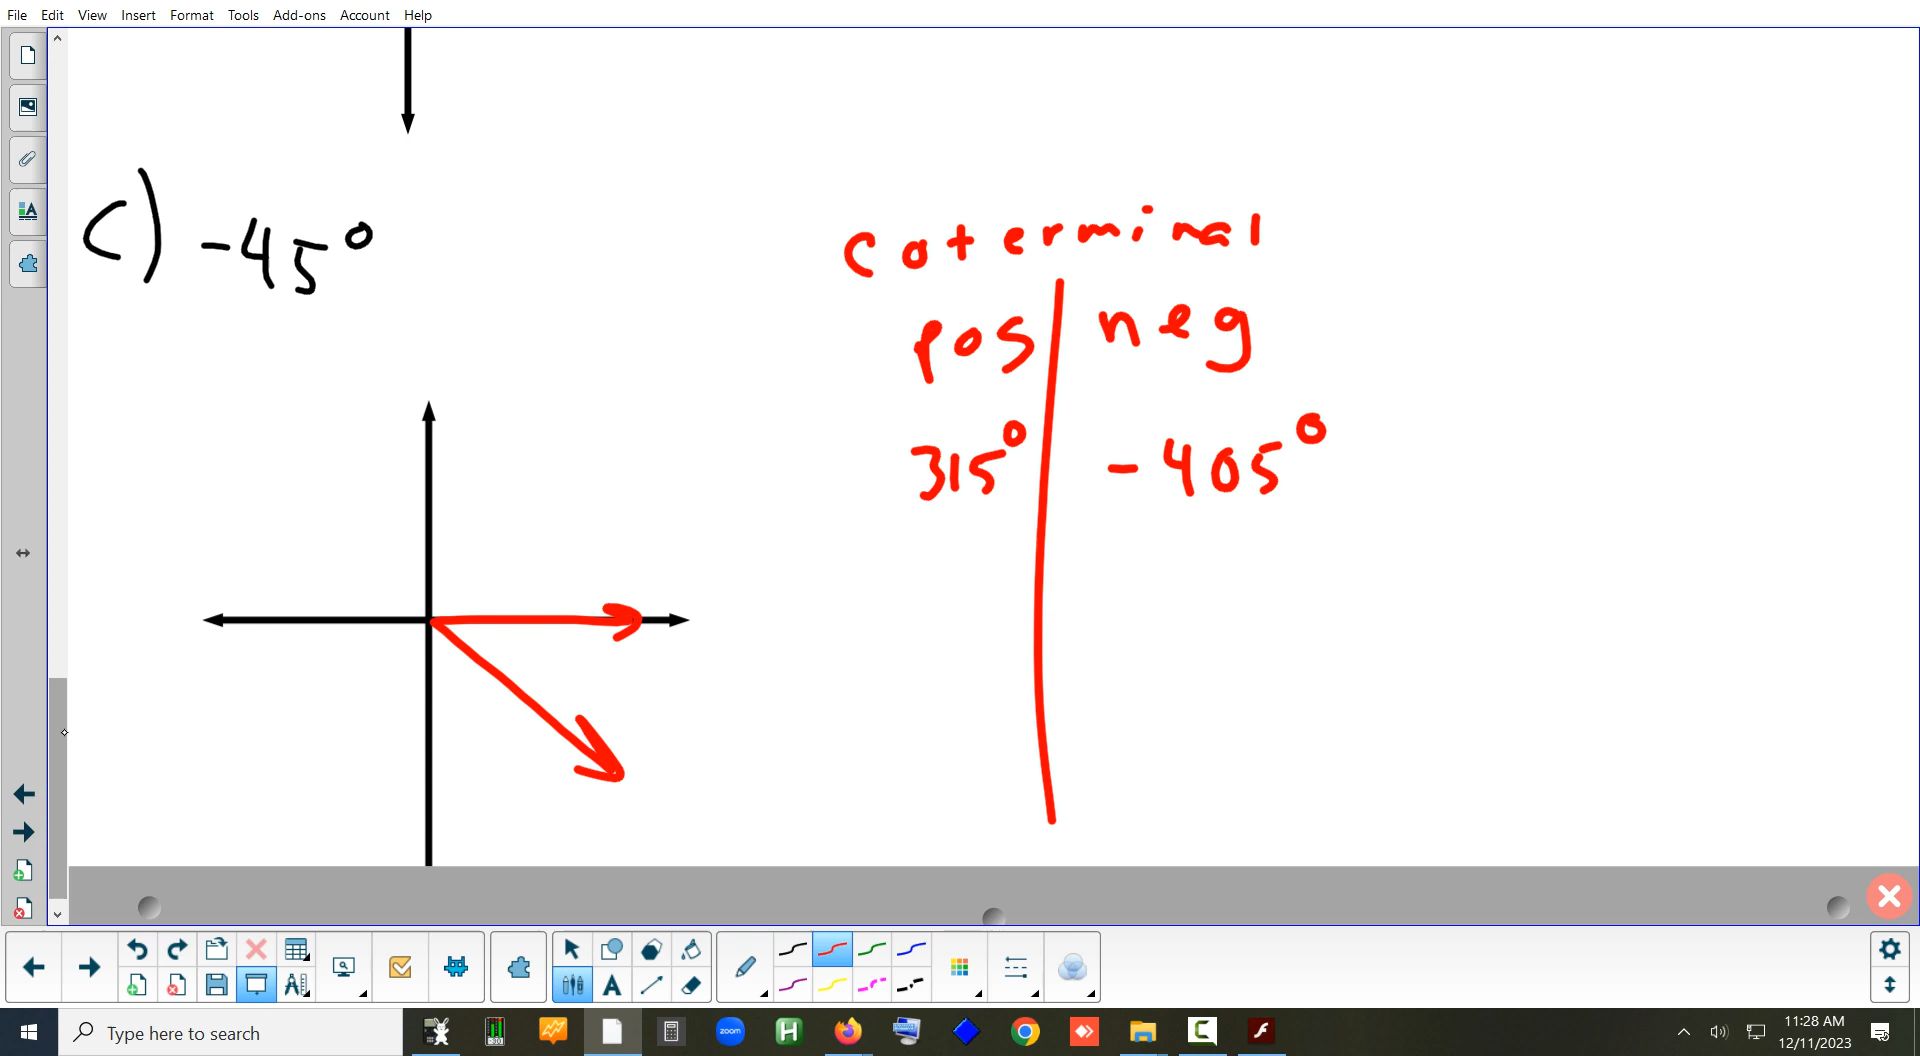 File Edit View Insert Format Tools Add-ons Account Help
C) -45°
coterminal
pos neg
315° -405°
Type here to search
zoom
H
C
11:28 AM
12/11/2023